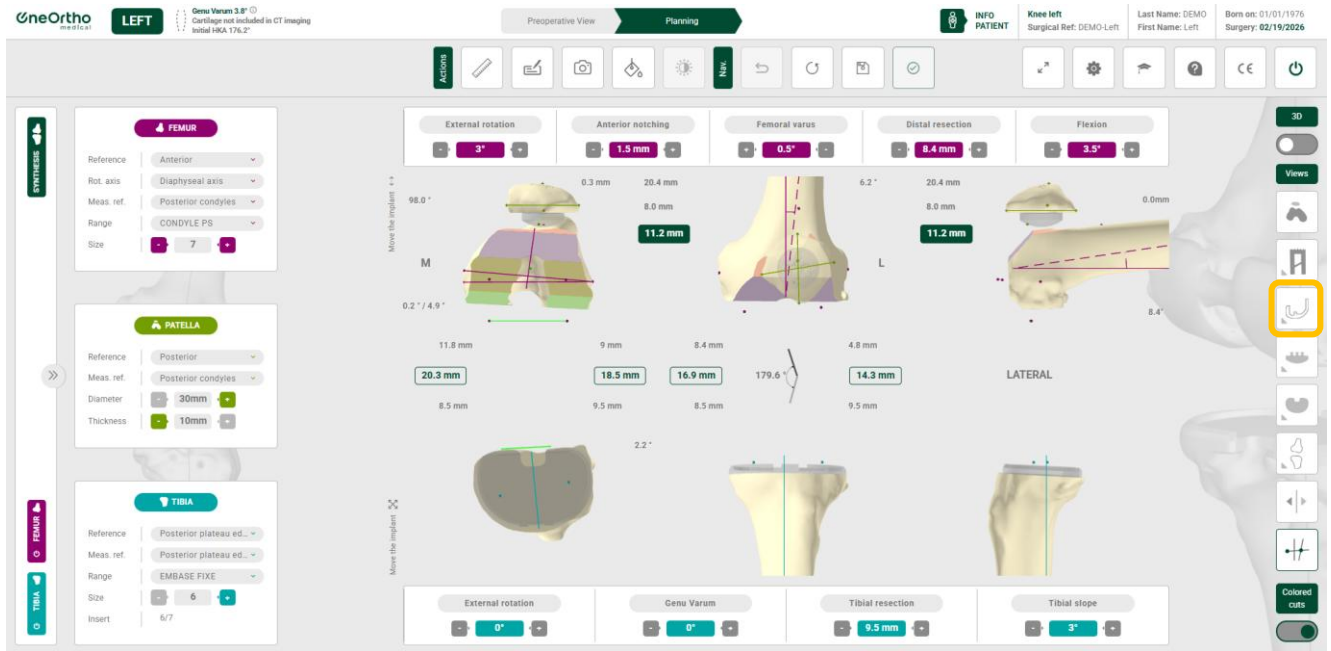 OneOrtho
medical
LEFT
Genu Varum 3.8°
Cartilage not included in CT imaging
Initial HKA 176.2°
Preoperative View
Planning
INFO
PATIENT
Knee left
Surgical Ref: DEMO-Left
Last Name: DEMO
First Name: Left
Born on: 01/01/1976
Surgery: 02/19/2026
Actions
Nav.
CE
SYNTHESIS
FEMUR
Reference Anterior
Rot. axis Diaphyseal axis
Meas. ref. Posterior condyles
Range CONDYLE PS
Size - 7 +
PATELLA
Reference Posterior
Meas. ref. Posterior condyles
Diameter - 30mm +
Thickness - 10mm +
TIBIA
Reference Posterior plateau ed...
Meas. ref. Posterior plateau ed...
Range EMBASE FIXE
Size - 6 +
Insert 6/7
FEMUR
TIBIA
External rotation Anterior notching Femoral varus Distal resection Flexion
- 3° + - 1.5 mm + + 0.5° - - 8.4 mm + - 3.5° +
Move the implant
98.0 °
0.3 mm 20.4 mm 6.2 ° 20.4 mm 0.0mm
8.0 mm 8.0 mm
11.2 mm 11.2 mm
M L
0.2 ° / 4.9 °
8.4°
11.8 mm 9 mm 8.4 mm 4.8 mm
20.3 mm 18.5 mm 16.9 mm 179.6 ° 14.3 mm LATERAL
8.5 mm 9.5 mm 8.5 mm 9.5 mm
2.2 °
Move the implant
External rotation Genu Varum Tibial resection Tibial slope
- 0° + - 0° + - 9.5 mm + - 3° +
3D
Views
Colored
cuts